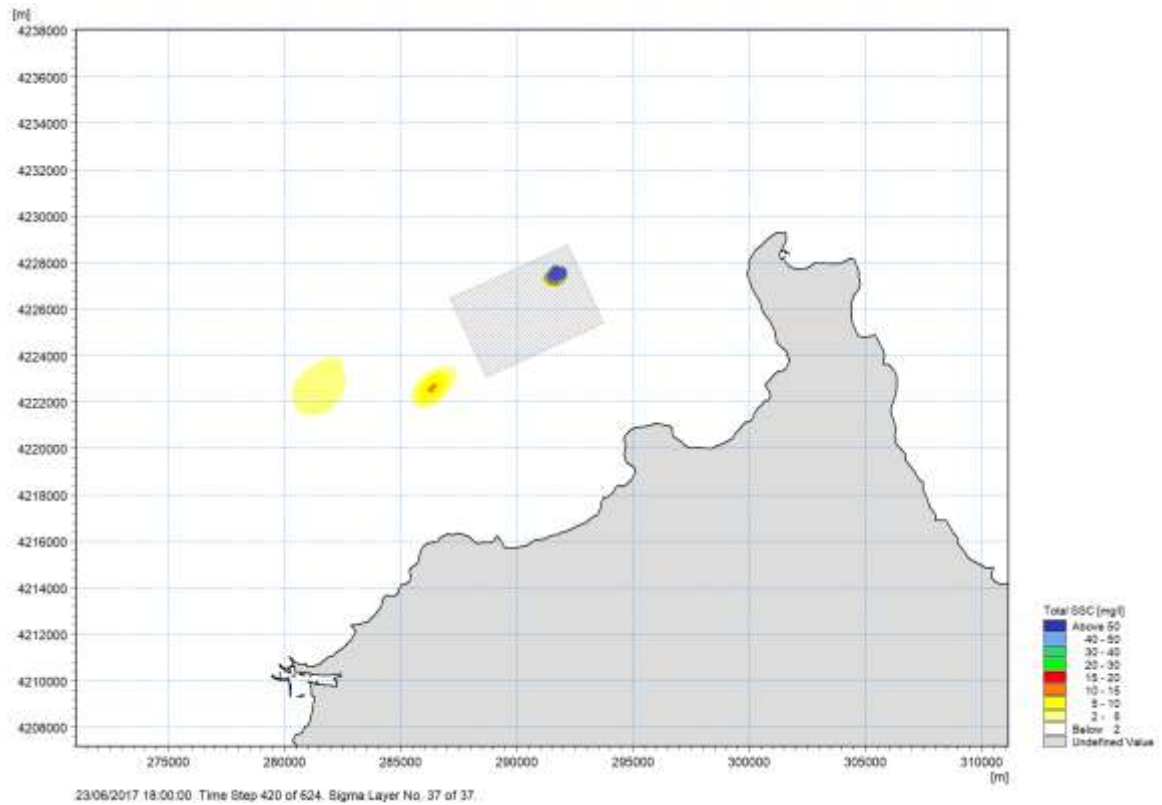 [m]
4238000
4236000
4234000
4232000
4230000
4228000
4226000
4224000
4222000
4220000
4218000
4216000
4214000
4212000
4210000
4208000
275000 280000 285000 290000 295000 300000 305000 310000
[m]
Total SSC [mg/l]
Above 50
40 - 50
30 - 40
20 - 30
15 - 20
10 - 15
5 - 10
2 - 5
Below 2
Undefined Value
23/06/2017 18:00:00 Time Step 420 of 624. Sigma Layer No. 37 of 37.